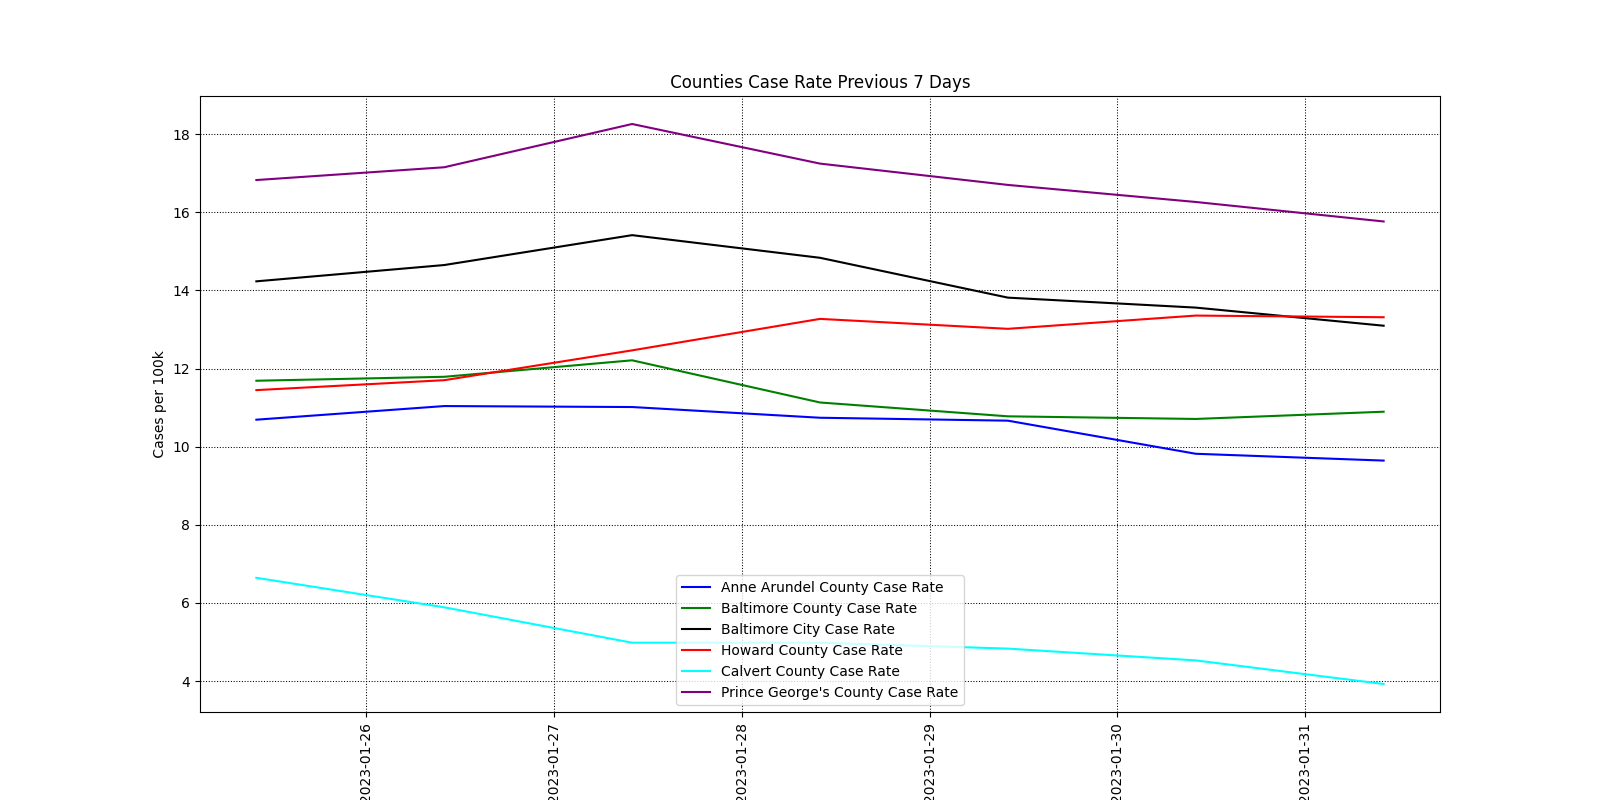 Counties Case Rate Previous 7 Days
18
16
14
12
10
8
6
4
Cases per 100k
Anne Arundel County Case Rate
Baltimore County Case Rate
Baltimore City Case Rate
Howard County Case Rate
Calvert County Case Rate
Prince George's County Case Rate
2023-01-26
2023-01-27
2023-01-28
2023-01-29
2023-01-30
2023-01-31